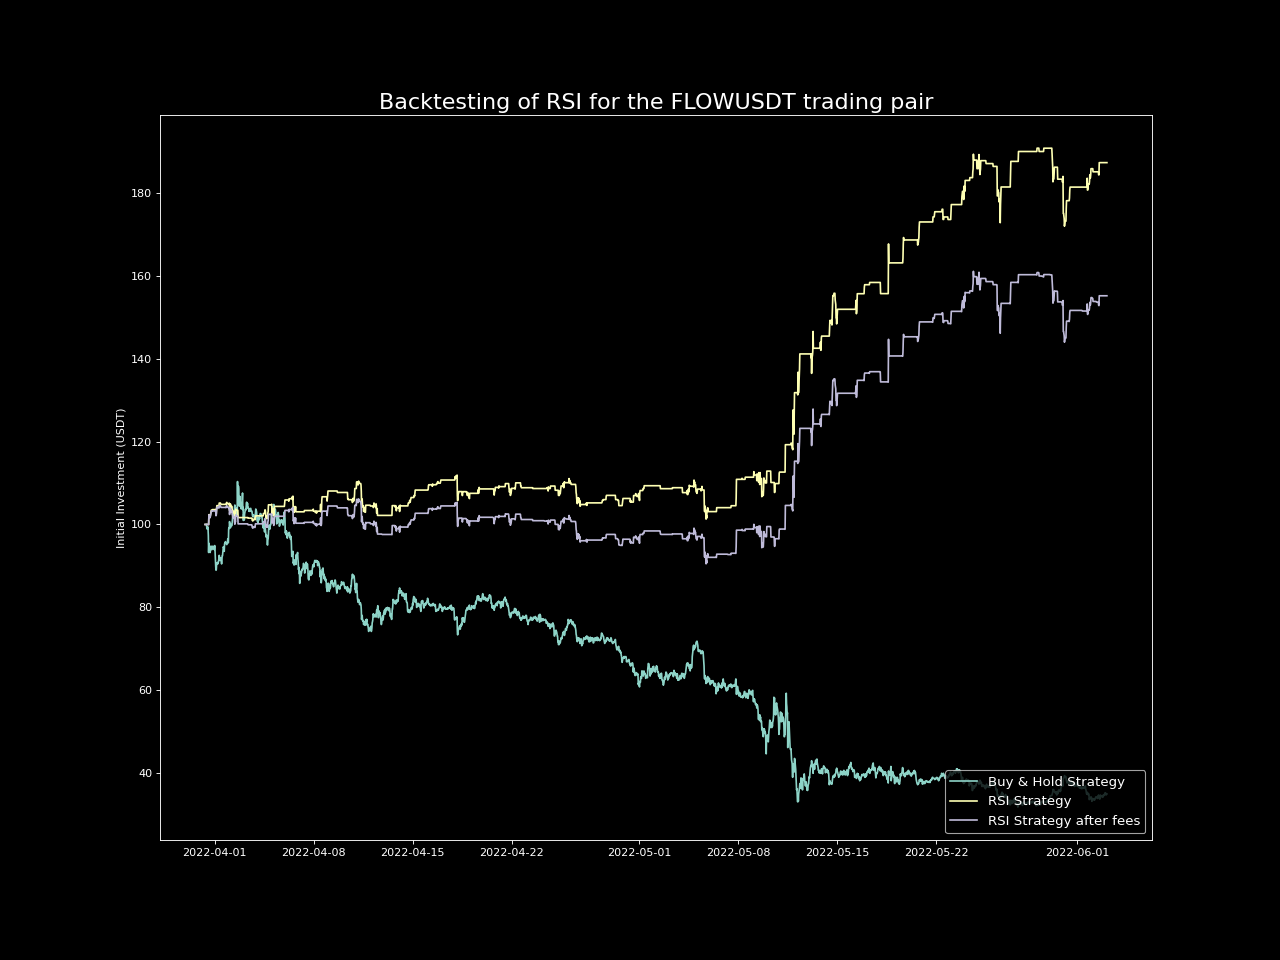 Backtesting of RSI for the FLOWUSDT trading pair
Initial Investment (USDT)
180
160
140
120
100
80
60
40
2022-04-01 2022-04-08 2022-04-15 2022-04-22 2022-05-01 2022-05-08 2022-05-15 2022-05-22 2022-06-01
Buy & Hold Strategy
RSI Strategy
RSI Strategy after fees